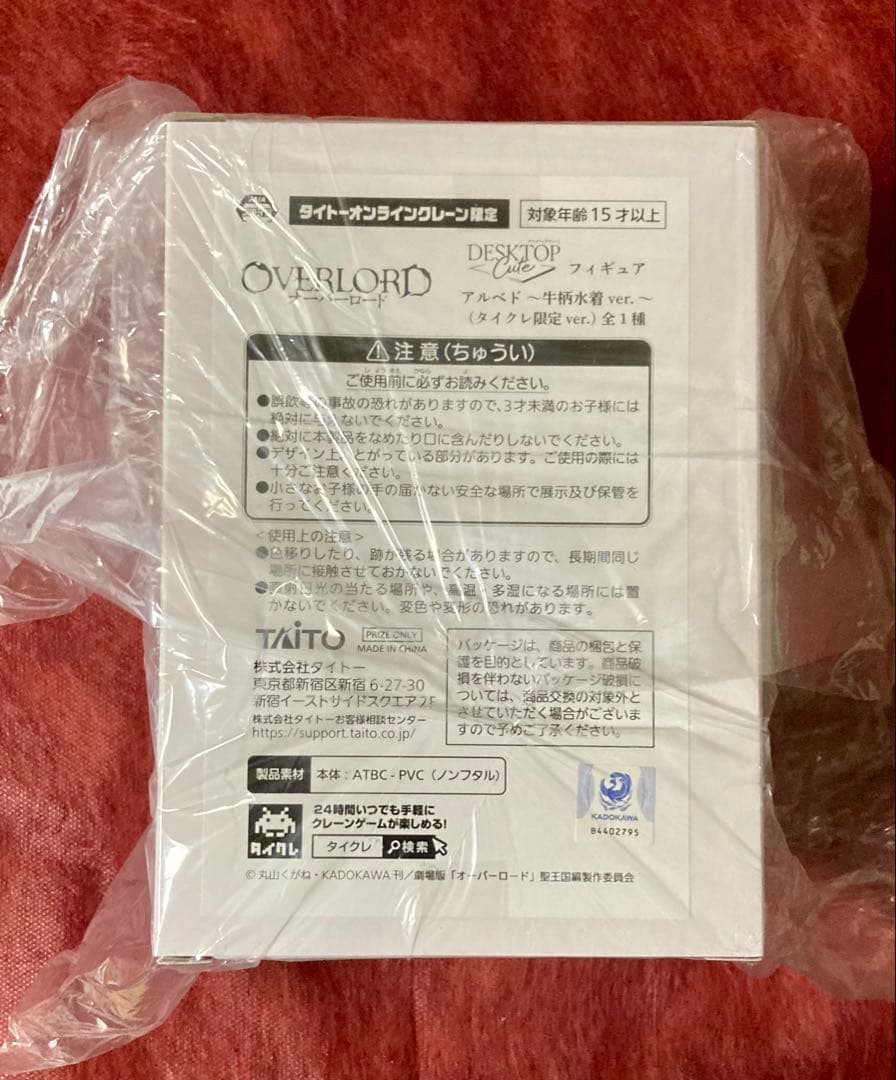 タイトーオンラインクレーン限定
対象年齢15才以上
OVERLORD
オーバーロード
DESKTOP
Cute
フィギュア
アルベド ～牛柄水着 ver.～
(タイクレ限定 ver.) 全1種
注意(ちゅうい)
ご使用前に必ずお読みください。
●誤飲等の事故の恐れがありますので、3才未満のお子様には
絶対に与えないでください。
●絶対に本製品をなめたり口に含んだりしないでください。
●デザイン上、とがっている部分があります。ご使用の際には
十分ご注意ください。
●小さなお子様の手の届かない安全な場所で展示及び保管を
行ってください。
<使用上の注意>
●色移りしたり、跡が残る場合がありますので、長期間同じ
場所に接触させておかないでください。
●直射日光の当たる場所や、高温・多湿になる場所には置
かないでください。変色や変形の恐れがあります。
TAITO
PRIZE ONLY
MADE IN CHINA
株式会社タイトー
東京都新宿区新宿 6-27-30
新宿イーストサイドスクエア2F
株式会社タイトーお客様相談センター
https://support.taito.co.jp/
パッケージは、商品の梱包と保
護を目的としています。商品破
損を伴わないパッケージ破損に
ついては、商品交換の対象外と
させていただく場合がございま
すので予めご了承ください。
製品素材 本体：ATBC-PVC（ノンフタル）
タイクレ
24時間いつでも手軽に
クレーンゲームが楽しめる!
タイクレ 検索
KADOKAWA
B4402795
© 丸山くがね・KADOKAWA 刊／劇場版「オーバーロード」聖王国編製作委員会